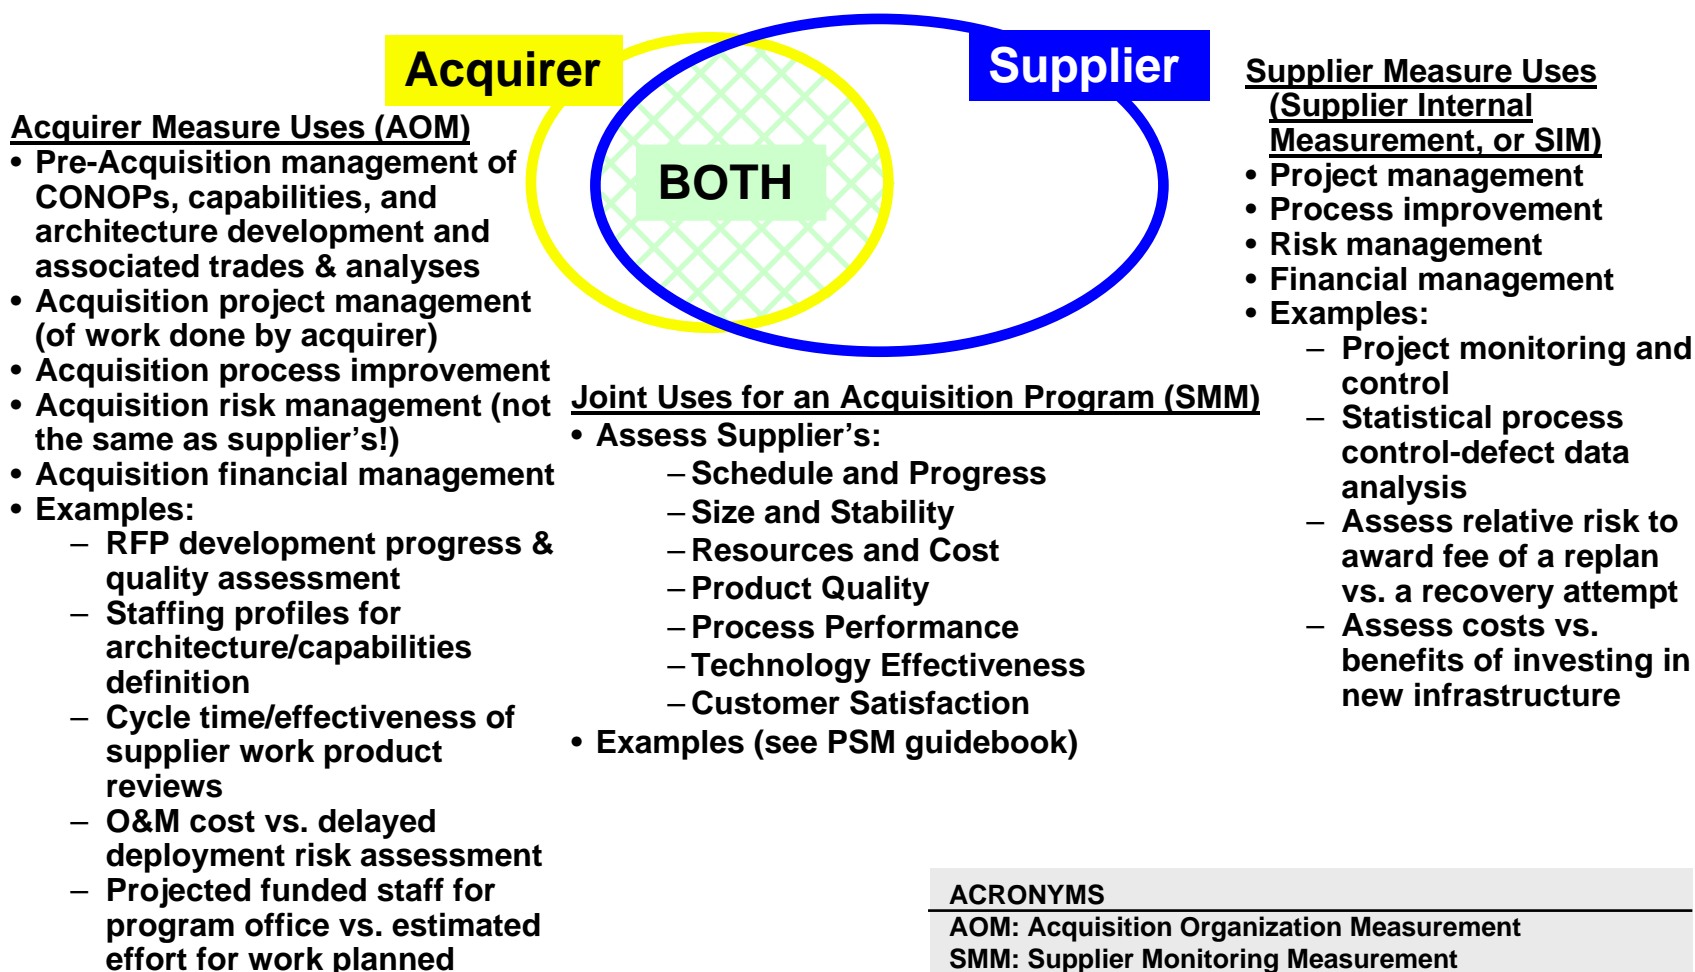 Acquirer
Supplier
BOTH
Acquirer Measure Uses (AOM)
• Pre-Acquisition management of
CONOPs, capabilities, and
architecture development and
associated trades & analyses
• Acquisition project management
(of work done by acquirer)
• Acquisition process improvement
• Acquisition risk management (not
the same as supplier's!)
• Acquisition financial management
• Examples:
– RFP development progress &
quality assessment
– Staffing profiles for
architecture/capabilities
definition
– Cycle time/effectiveness of
supplier work product
reviews
– O&M cost vs. delayed
deployment risk assessment
– Projected funded staff for
program office vs. estimated
effort for work planned
Joint Uses for an Acquisition Program (SMM)
• Assess Supplier's:
– Schedule and Progress
– Size and Stability
– Resources and Cost
– Product Quality
– Process Performance
– Technology Effectiveness
– Customer Satisfaction
• Examples (see PSM guidebook)
Supplier Measure Uses
(Supplier Internal
Measurement, or SIM)
• Project management
• Process improvement
• Risk management
• Financial management
• Examples:
– Project monitoring and
control
– Statistical process
control-defect data
analysis
– Assess relative risk to
award fee of a replan
vs. a recovery attempt
– Assess costs vs.
benefits of investing in
new infrastructure
ACRONYMS
AOM: Acquisition Organization Measurement
SMM: Supplier Monitoring Measurement